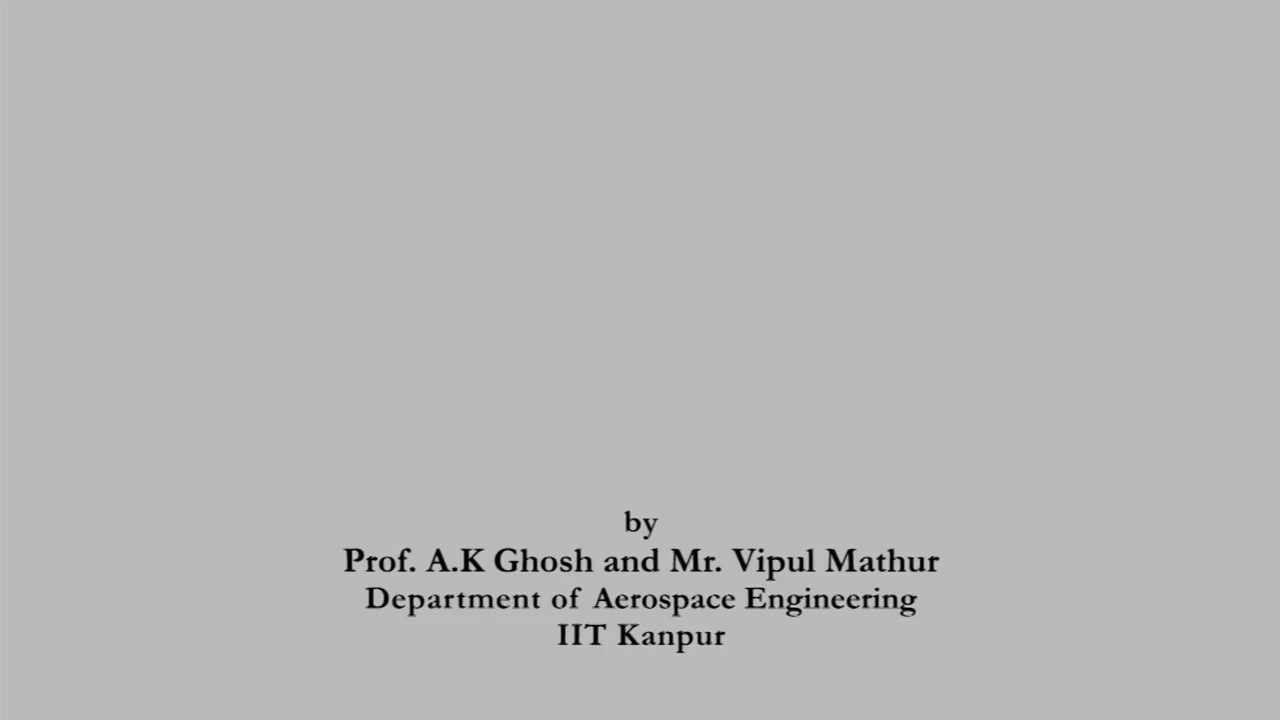 by
Prof. A.K Ghosh and Mr. Vipul Mathur
Department of Aerospace Engineering
IIT Kanpur